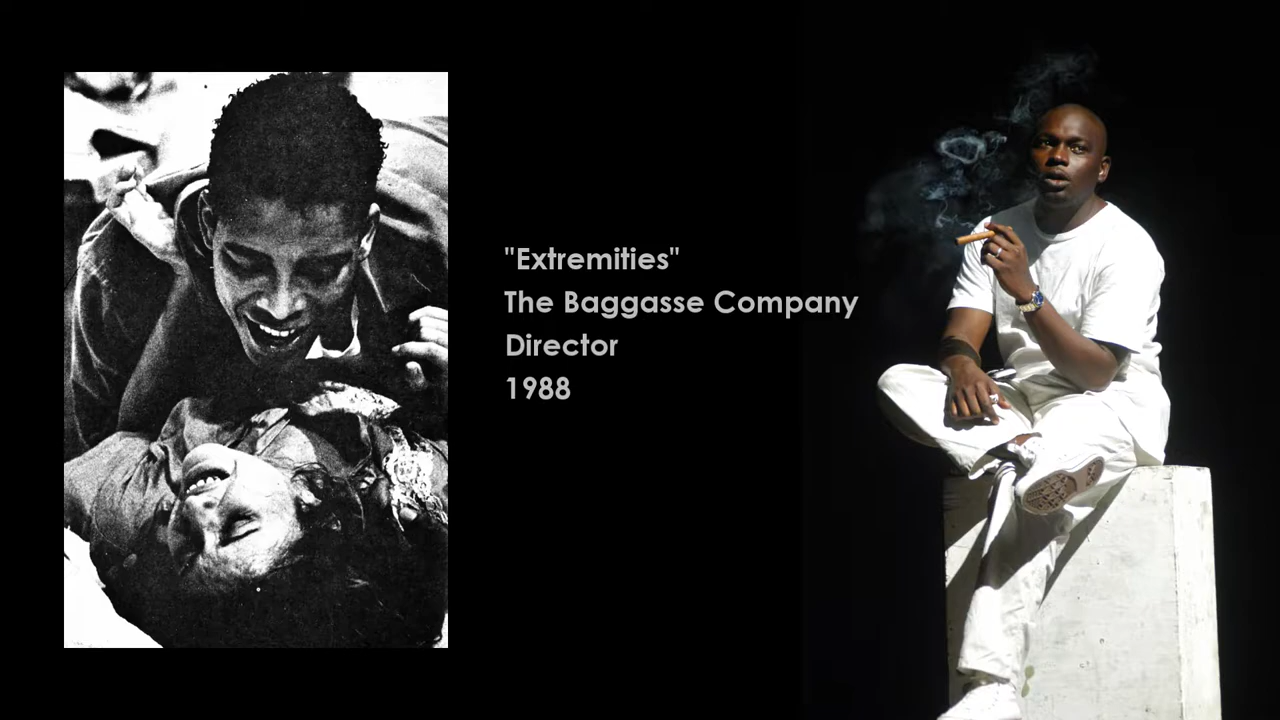 "Extremities"
The Baggasse Company
Director
1988